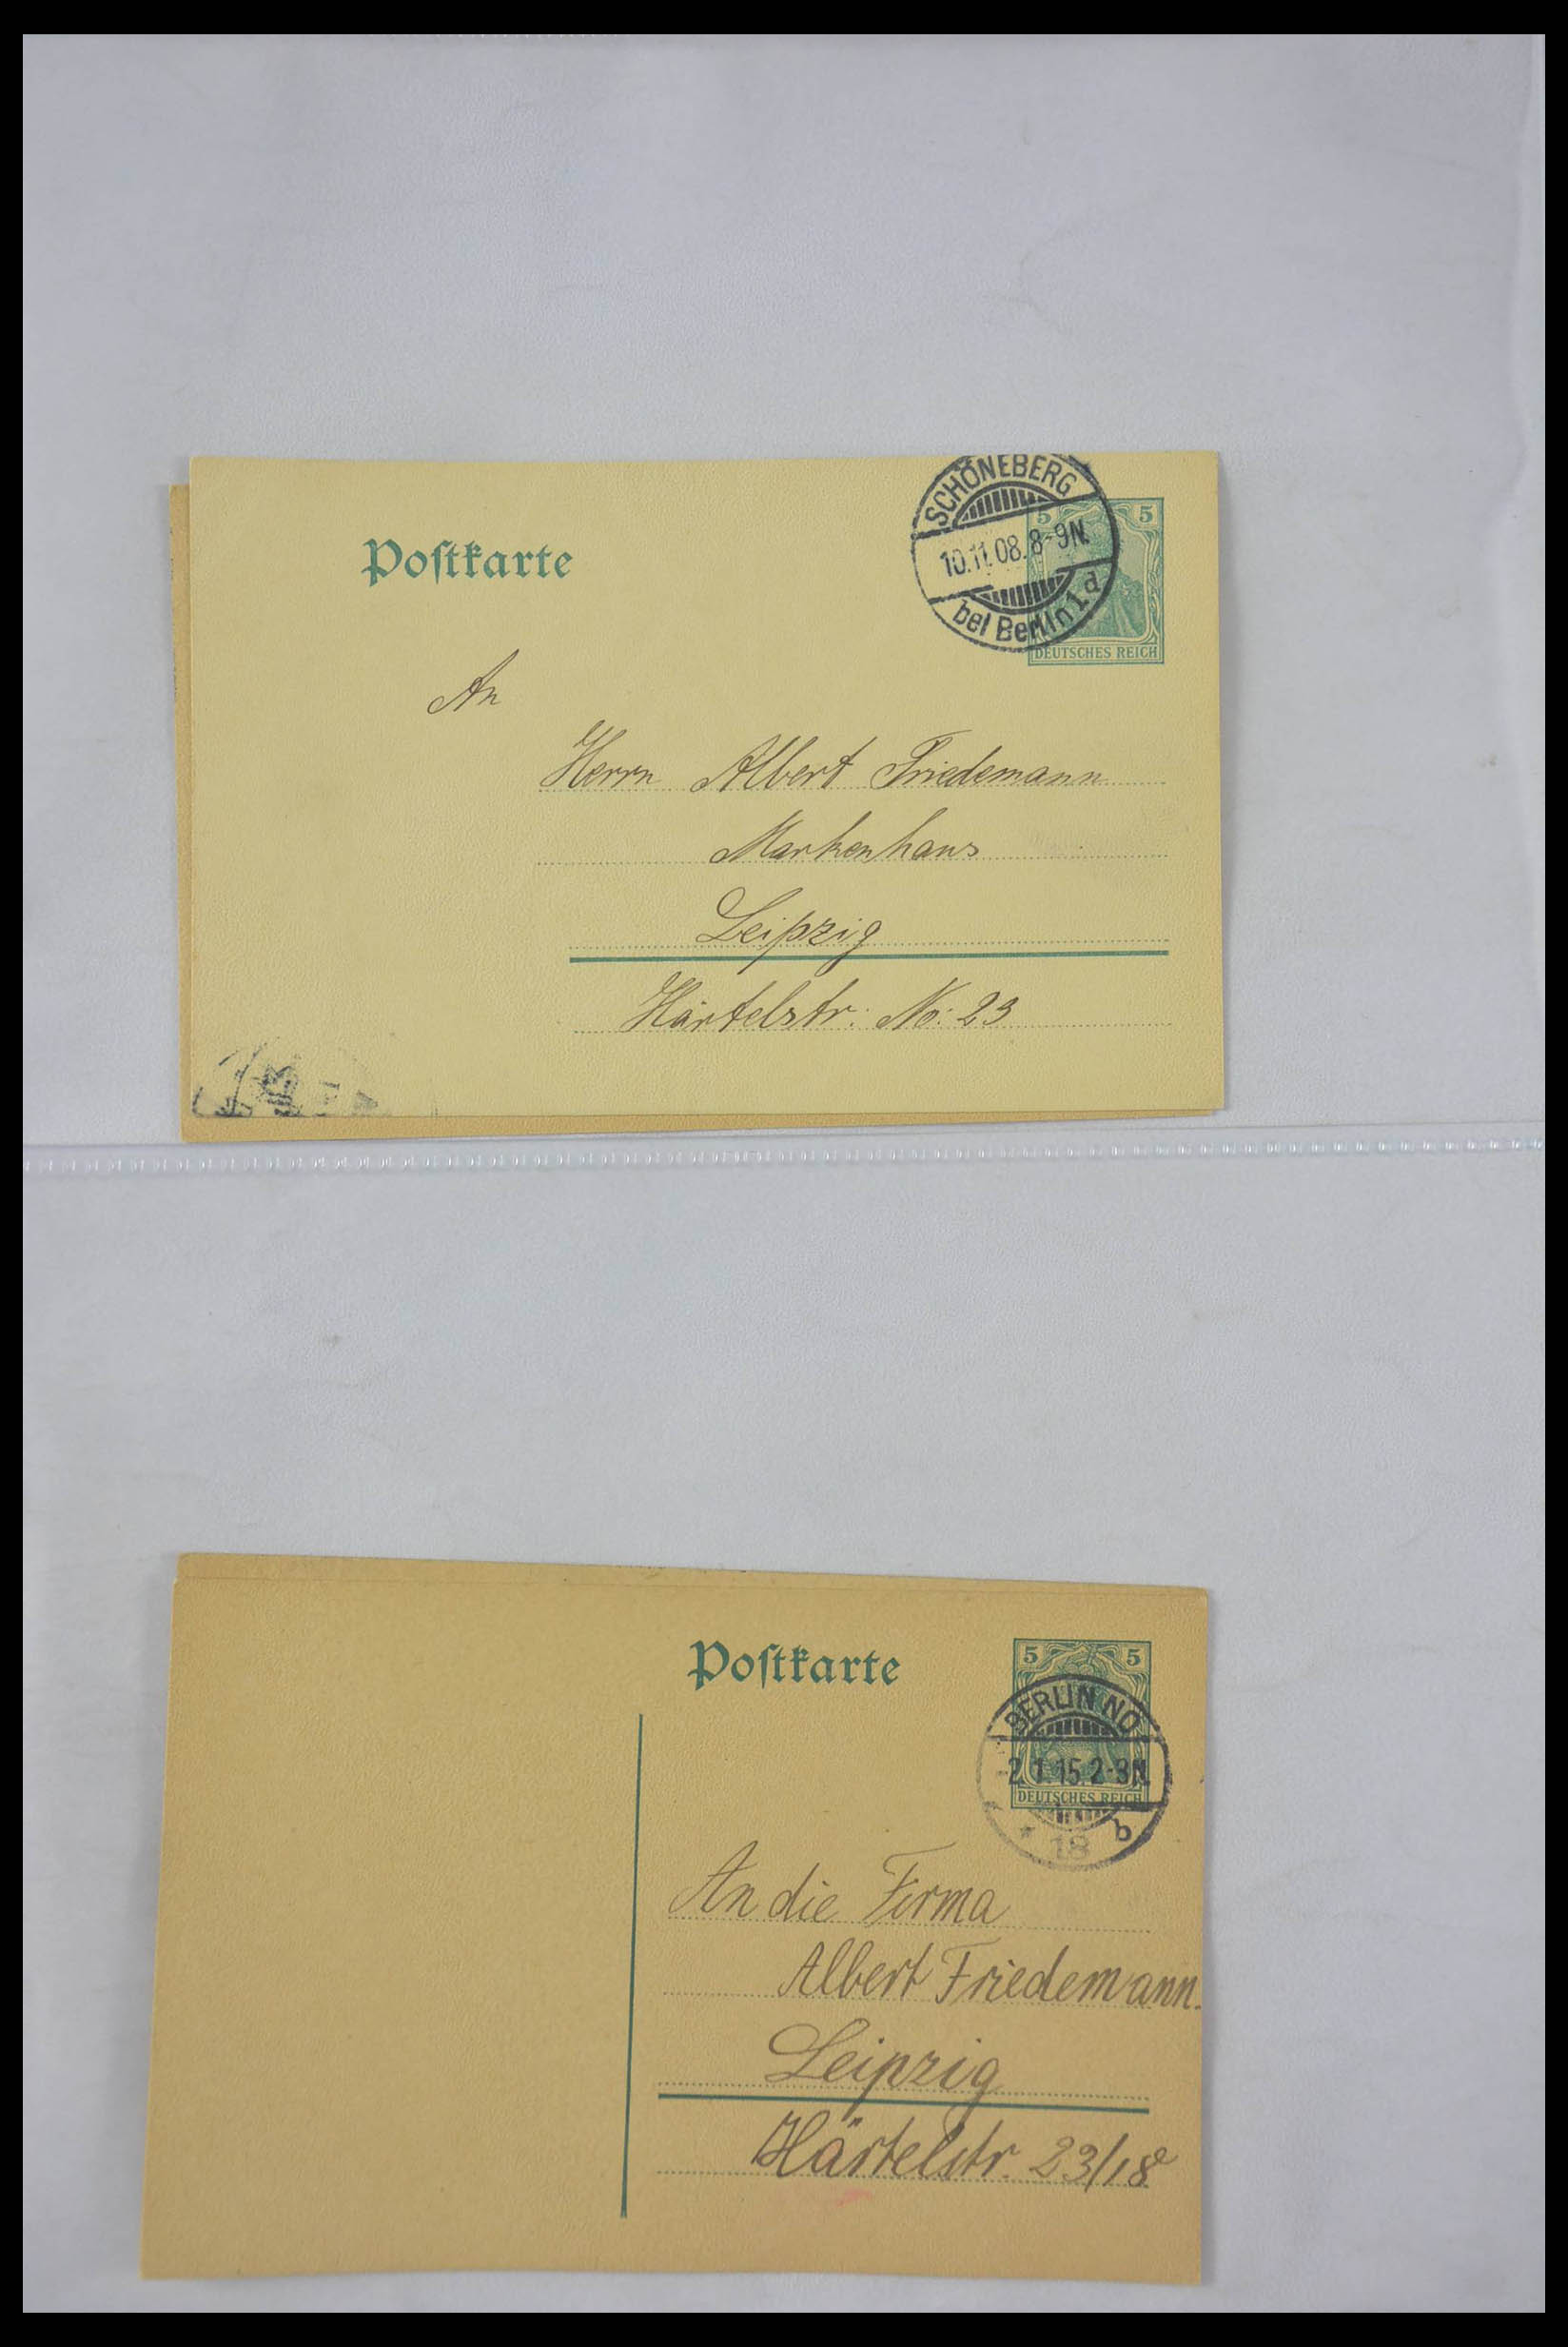 Postkarte
SCHÖNEBERG
10.11.08.8-9N.
bei Berlin 1.d
5 5
DEUTSCHES REICH
An
Herrn Albert Friedemann
Markenhaus
Leipzig
Härtelstr. No: 23
Postkarte
5 5
BERLIN NO
2.1.15.2-3N.
DEUTSCHES REICH
* 18 b
An die Firma
Albert Friedemann.
Leipzig
Härtelstr. 23/18